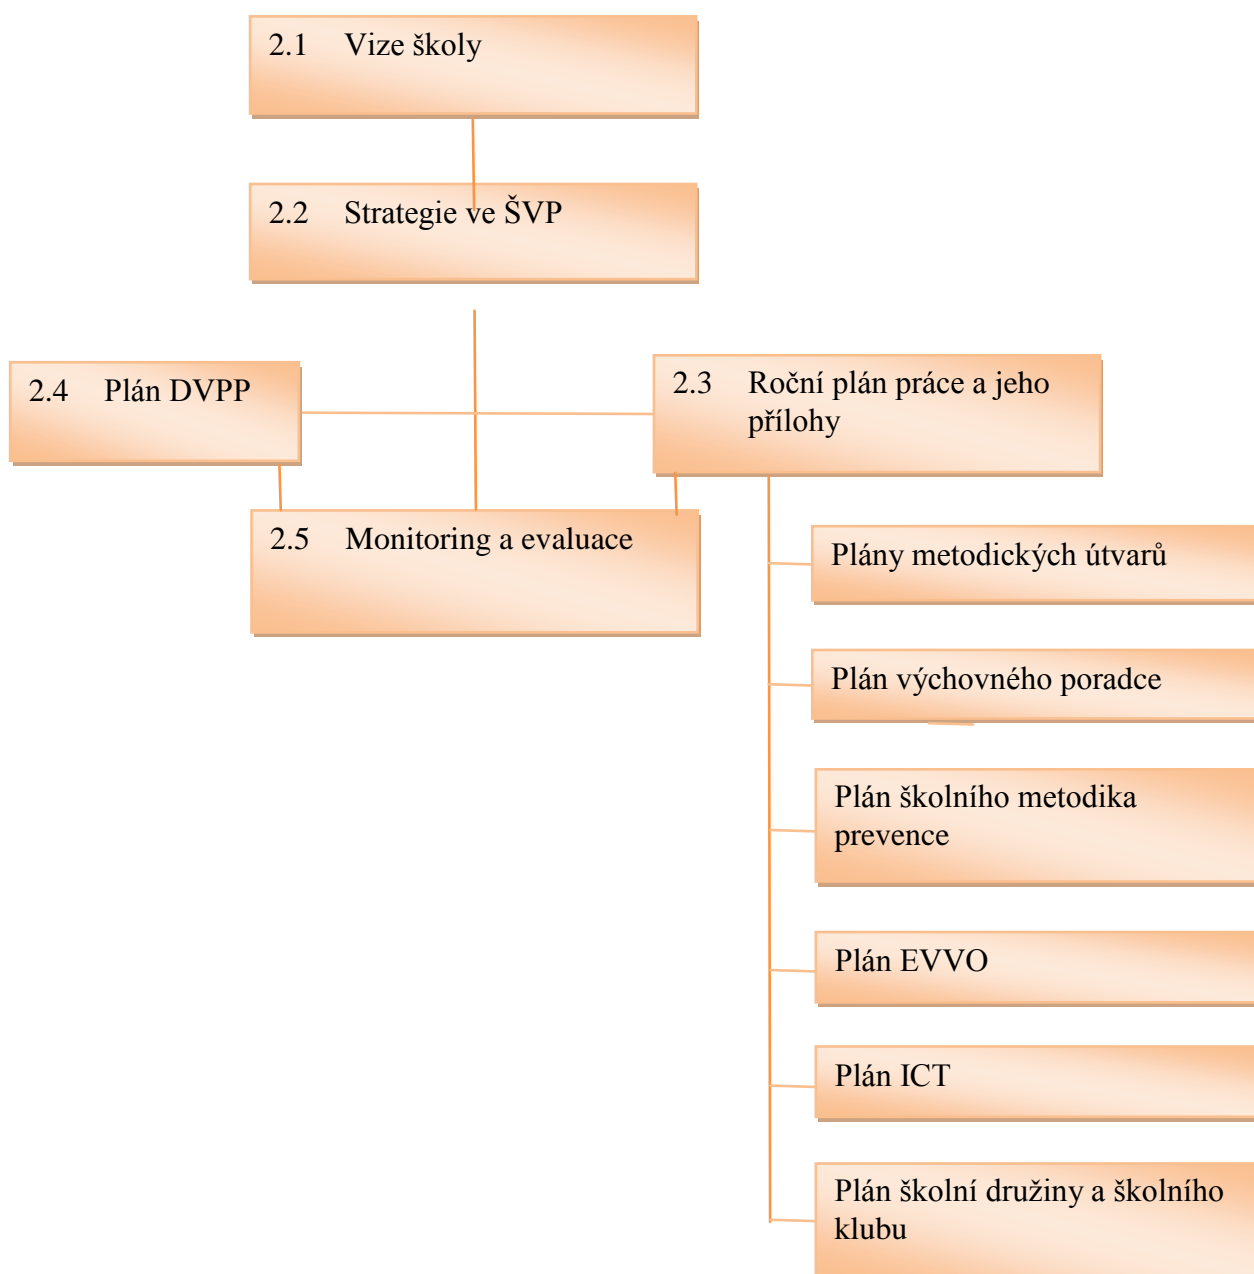 2.1 Vize školy
2.2 Strategie ve ŠVP
2.4 Plán DVPP
2.3 Roční plán práce a jeho
přílohy
2.5 Monitoring a evaluace
Plány metodických útvarů
Plán výchovného poradce
Plán školního metodika
prevence
Plán EVVO
Plán ICT
Plán školní družiny a školního
klubu